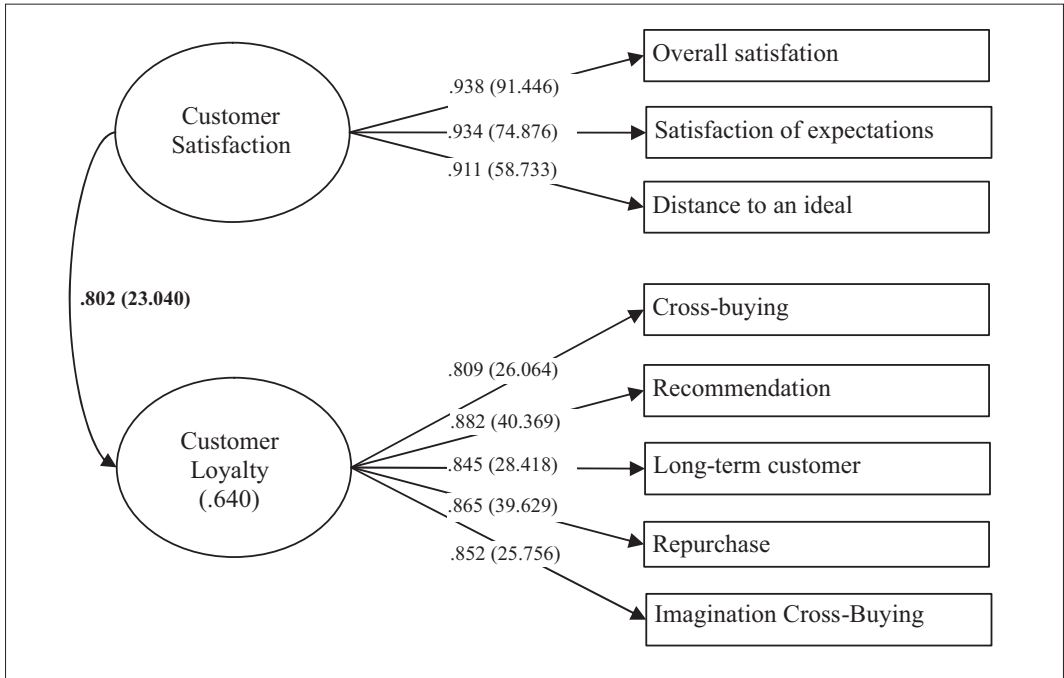 Customer
Satisfaction
.938 (91.446)
.934 (74.876)
.911 (58.733)
Overall satisfation
Satisfaction of expectations
Distance to an ideal
.802 (23.040)
Customer
Loyalty
(.640)
.809 (26.064)
.882 (40.369)
.845 (28.418)
.865 (39.629)
.852 (25.756)
Cross-buying
Recommendation
Long-term customer
Repurchase
Imagination Cross-Buying